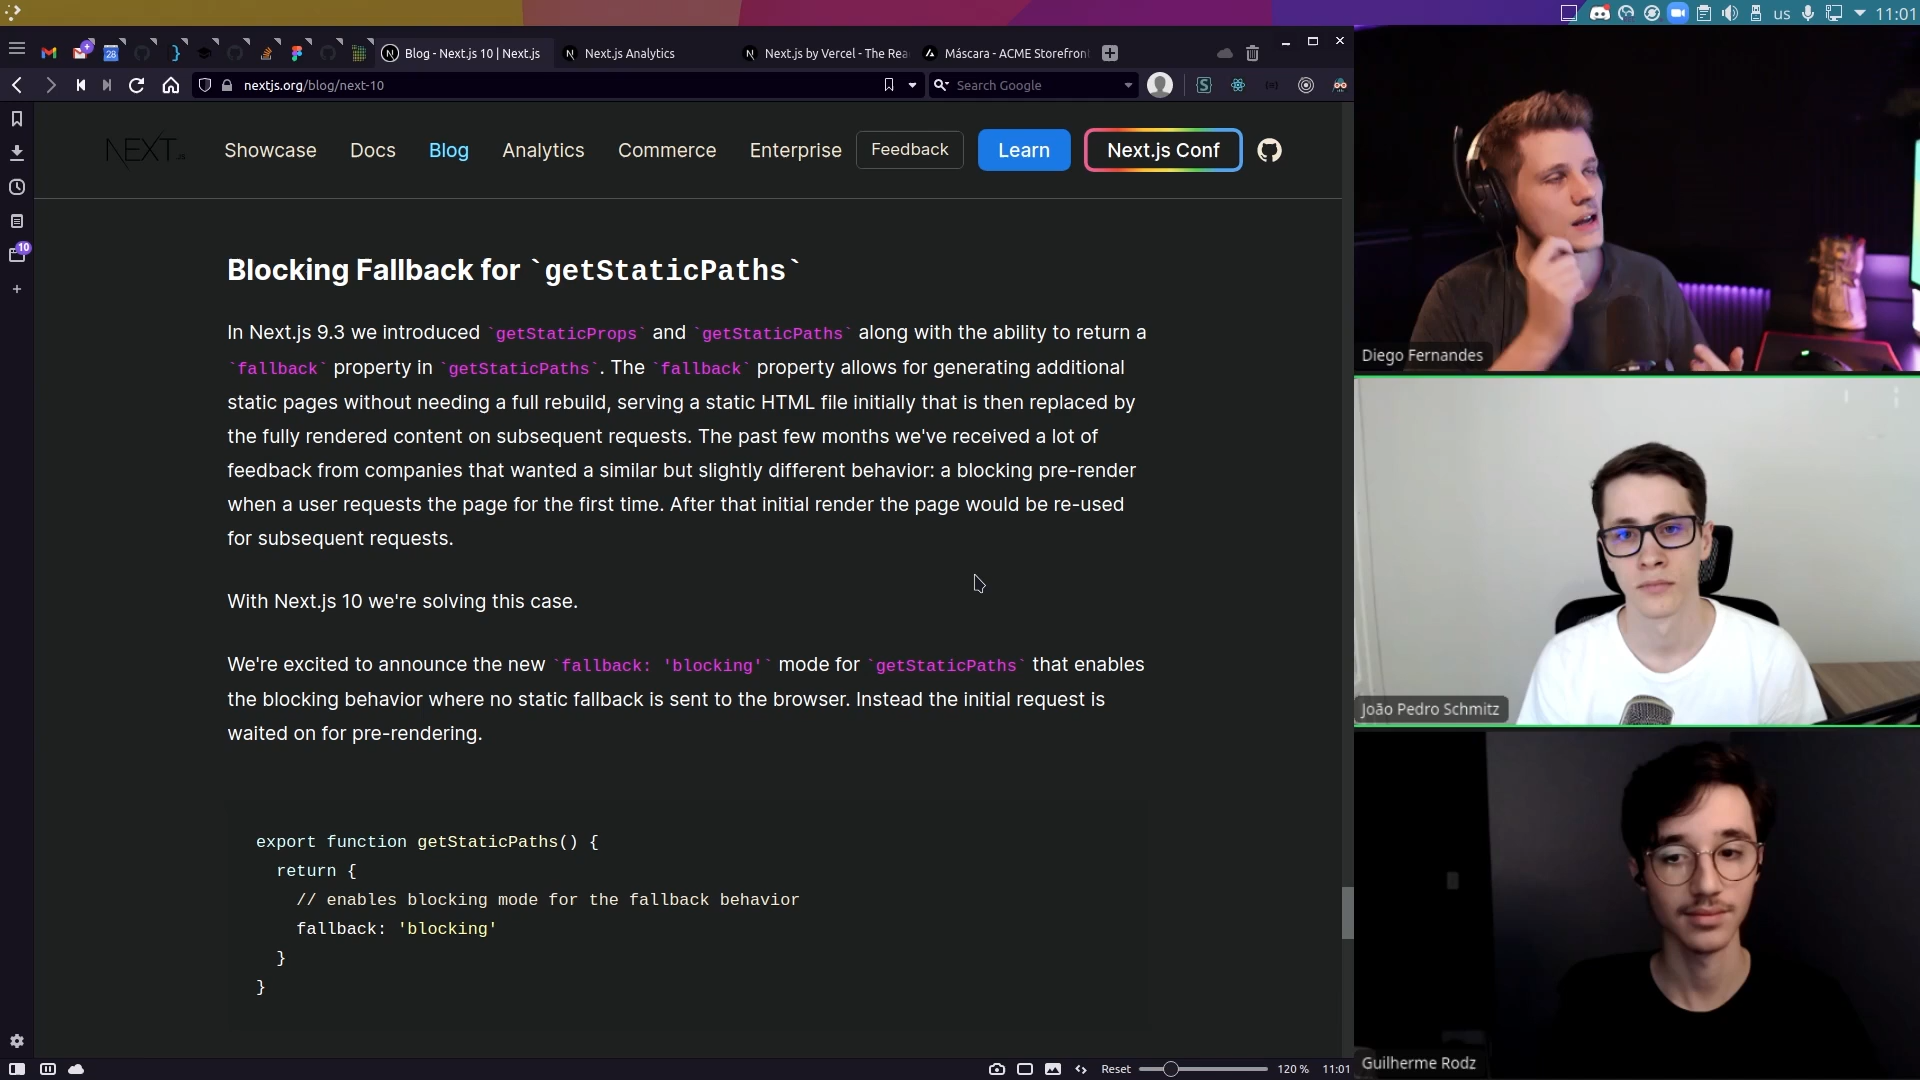 us
11:01
28
Blog - Next.js 10 | Next.js
Next.js Analytics
Next.js by Vercel - The Rea
Máscara - ACME Storefron
nextjs.org/blog/next-10
Search Google
10
NEXT.JS
Showcase
Docs
Blog
Analytics
Commerce
Enterprise
Feedback
Learn
Next.js Conf
Blocking Fallback for `getStaticPaths`
In Next.js 9.3 we introduced `getStaticProps` and `getStaticPaths` along with the ability to return a
`fallback` property in `getStaticPaths`. The `fallback` property allows for generating additional
static pages without needing a full rebuild, serving a static HTML file initially that is then replaced by
the fully rendered content on subsequent requests. The past few months we've received a lot of
feedback from companies that wanted a similar but slightly different behavior: a blocking pre-render
when a user requests the page for the first time. After that initial render the page would be re-used
for subsequent requests.
With Next.js 10 we're solving this case.
We're excited to announce the new `fallback: 'blocking'` mode for `getStaticPaths` that enables
the blocking behavior where no static fallback is sent to the browser. Instead the initial request is
waited on for pre-rendering.
export function getStaticPaths() {
return {
// enables blocking mode for the fallback behavior
fallback: 'blocking'
}
}
Reset
120 %
11:01
Diego Fernandes
João Pedro Schmitz
Guilherme Rodz